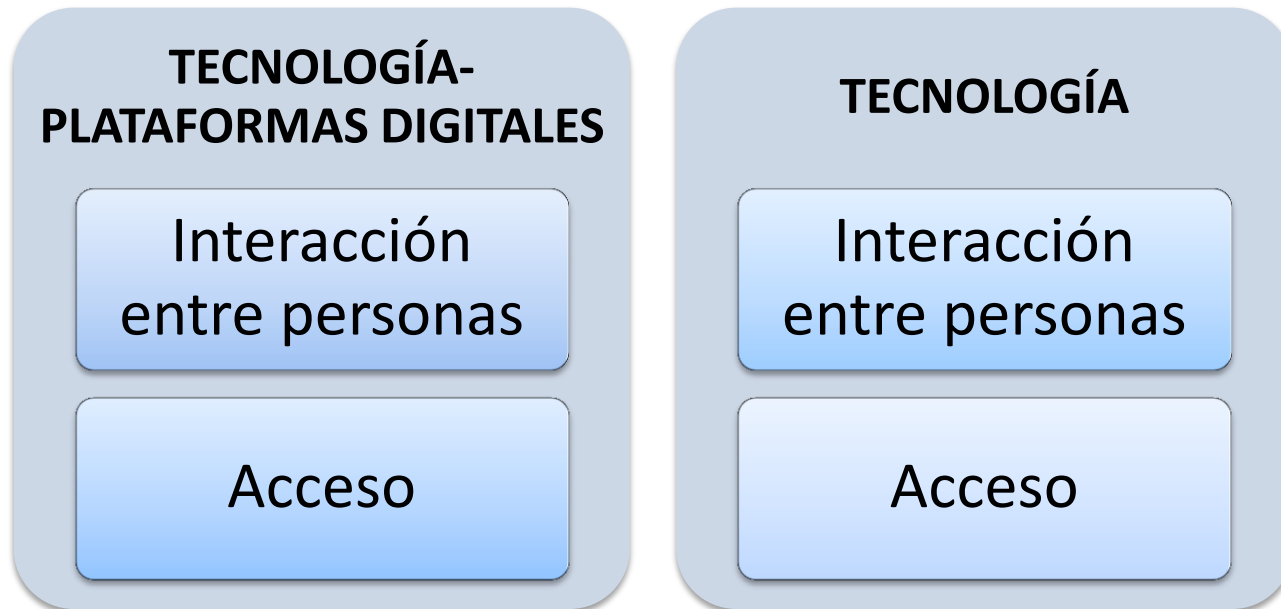 TECNOLOGÍA-
PLATAFORMAS DIGITALES
Interacción
entre personas
Acceso
TECNOLOGÍA
Interacción
entre personas
Acceso